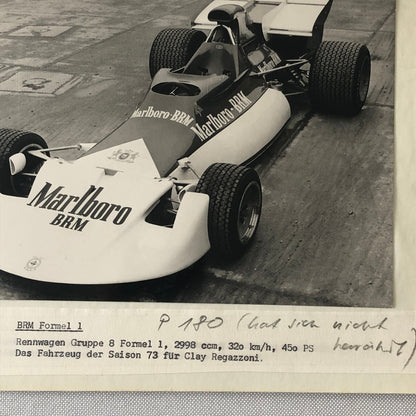 Marlboro BRM
Marlboro-BRM
Marlboro
BRM
BRM Formel 1
P 180 (hat sich nicht
bewährt)
Rennwagen Gruppe 8 Formel 1, 2998 ccm, 320 km/h, 450 PS
Das Fahrzeug der Saison 73 für Clay Regazzoni.